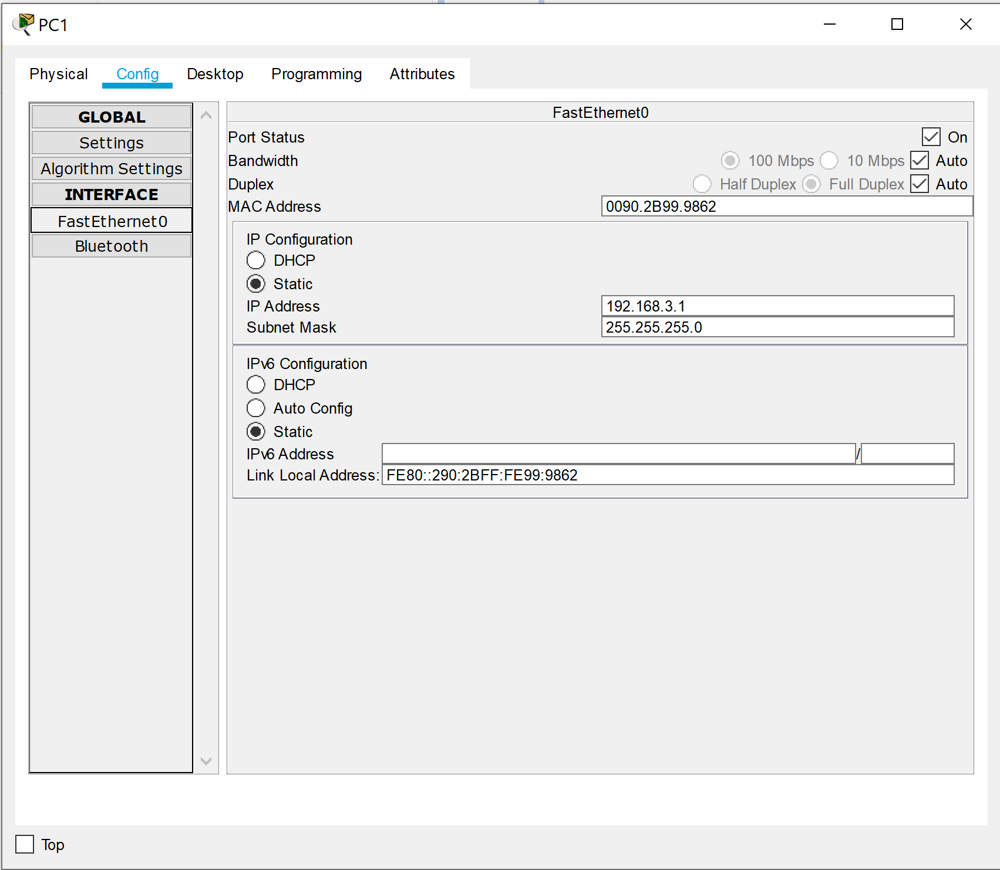 PC1
Physical Config Desktop Programming Attributes
GLOBAL
Settings
Algorithm Settings
INTERFACE
FastEthernet0
Bluetooth
FastEthernet0
Port Status On
Bandwidth 100 Mbps 10 Mbps Auto
Duplex Half Duplex Full Duplex Auto
MAC Address 0090.2B99.9862
IP Configuration
DHCP
Static
IP Address 192.168.3.1
Subnet Mask 255.255.255.0
IPv6 Configuration
DHCP
Auto Config
Static
IPv6 Address /
Link Local Address: FE80::290:2BFF:FE99:9862
Top